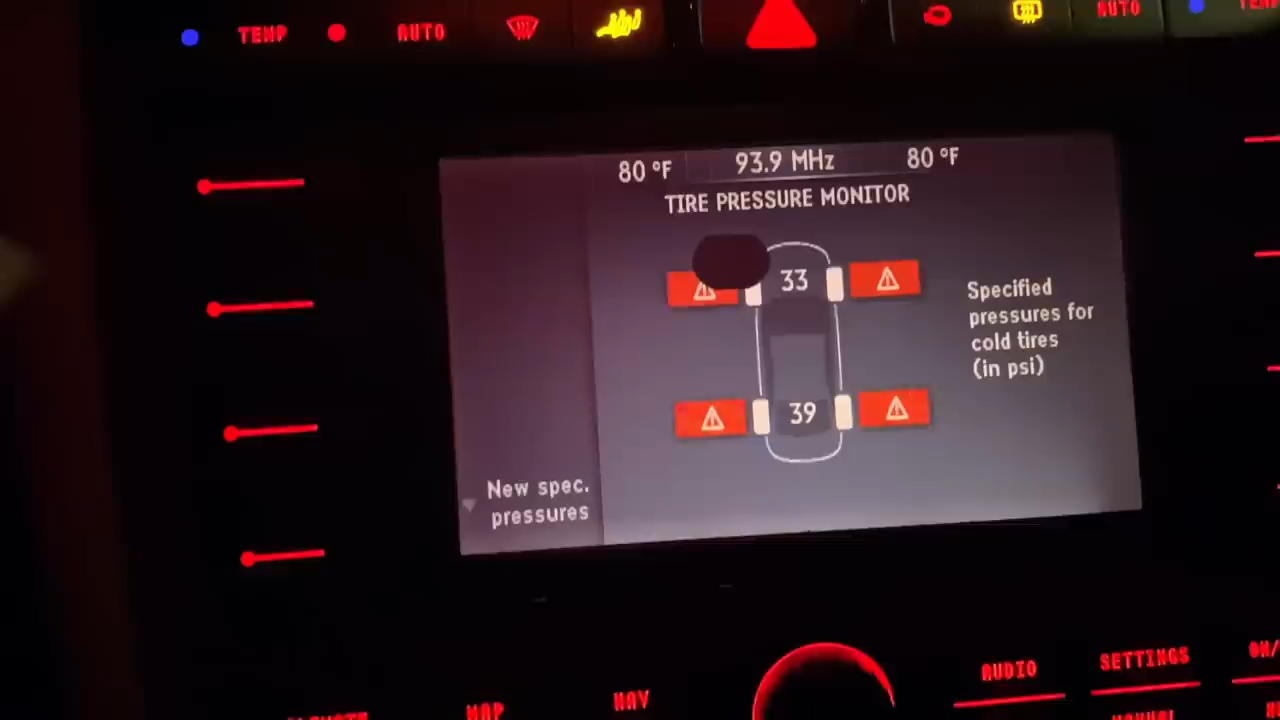 TEMP
AUTO
AUTO
80 °F
93.9 MHz
80 °F
TIRE PRESSURE MONITOR
33
39
Specified
pressures for
cold tires
(in psi)
New spec.
pressures
MAP
NAV
AUDIO
SETTINGS
MANUAL